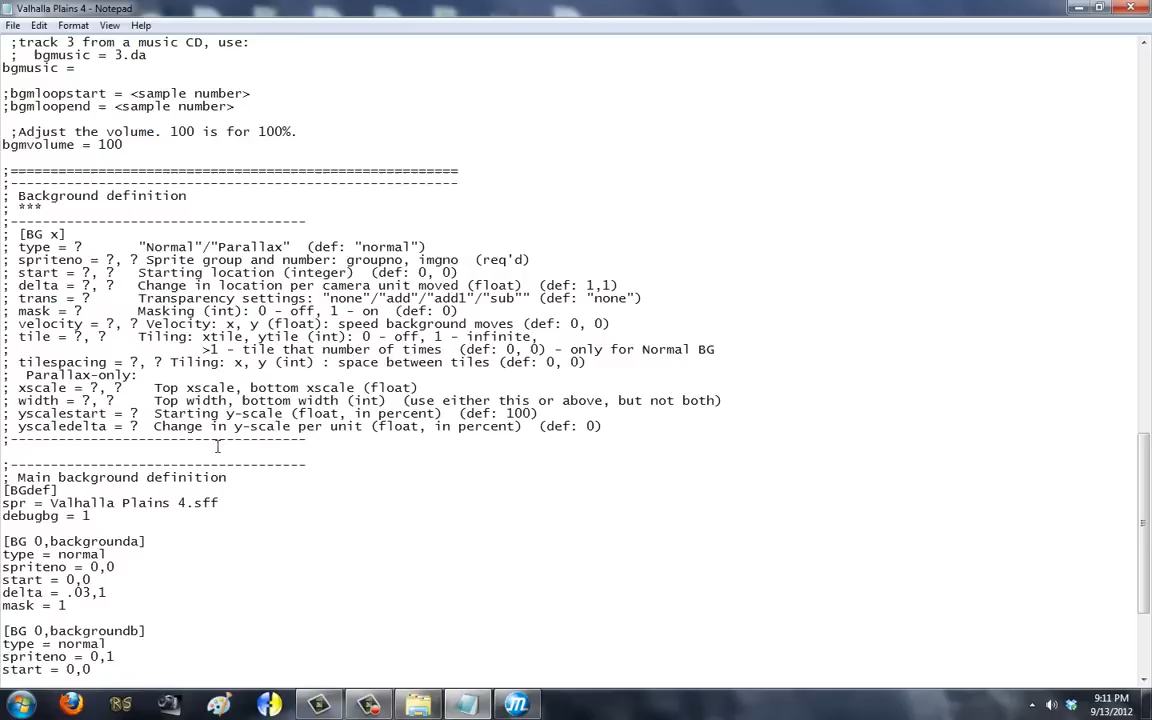 Valhalla Plains 4 - Notepad
File Edit Format View Help
;track 3 from a music CD, use:
; bgmusic = 3.da
bgmusic =
;bgmloopstart = <sample number>
;bgmloopend = <sample number>
;Adjust the volume. 100 is for 100%.
bgmvolume = 100
;=======================================================
;-------------------------------------------------------
; Background definition
; ***
;-------------------------------------
; [BG x]
; type = ? "Normal"/"Parallax" (def: "normal")
; spriteno = ?, ? Sprite group and number: groupno, imgno (req'd)
; start = ?, ? Starting location (integer) (def: 0, 0)
; delta = ?, ? Change in location per camera unit moved (float) (def: 1,1)
; trans = ? Transparency settings: "none"/"add"/"add1"/"sub"" (def: "none")
; mask = ? Masking (int): 0 - off, 1 - on (def: 0)
; velocity = ?, ? Velocity: x, y (float): speed background moves (def: 0, 0)
; tile = ?, ? Tiling: xtile, ytile (int): 0 - off, 1 - infinite,
; >1 - tile that number of times (def: 0, 0) - only for Normal BG
; tilespacing = ?, ? Tiling: x, y (int) : space between tiles (def: 0, 0)
; Parallax-only:
; xscale = ?, ? Top xscale, bottom xscale (float)
; width = ?, ? Top width, bottom width (int) (use either this or above, but not both)
; yscalestart = ? Starting y-scale (float, in percent) (def: 100)
; yscaledelta = ? Change in y-scale per unit (float, in percent) (def: 0)
;-------------------------------------
;-------------------------------------
; Main background definition
[BGdef]
spr = Valhalla Plains 4.sff
debugbg = 1
[BG 0,backgrounda]
type = normal
spriteno = 0,0
start = 0,0
delta = .03,1
mask = 1
[BG 0,backgroundb]
type = normal
spriteno = 0,1
start = 0,0
RS
9:11 PM
9/13/2012